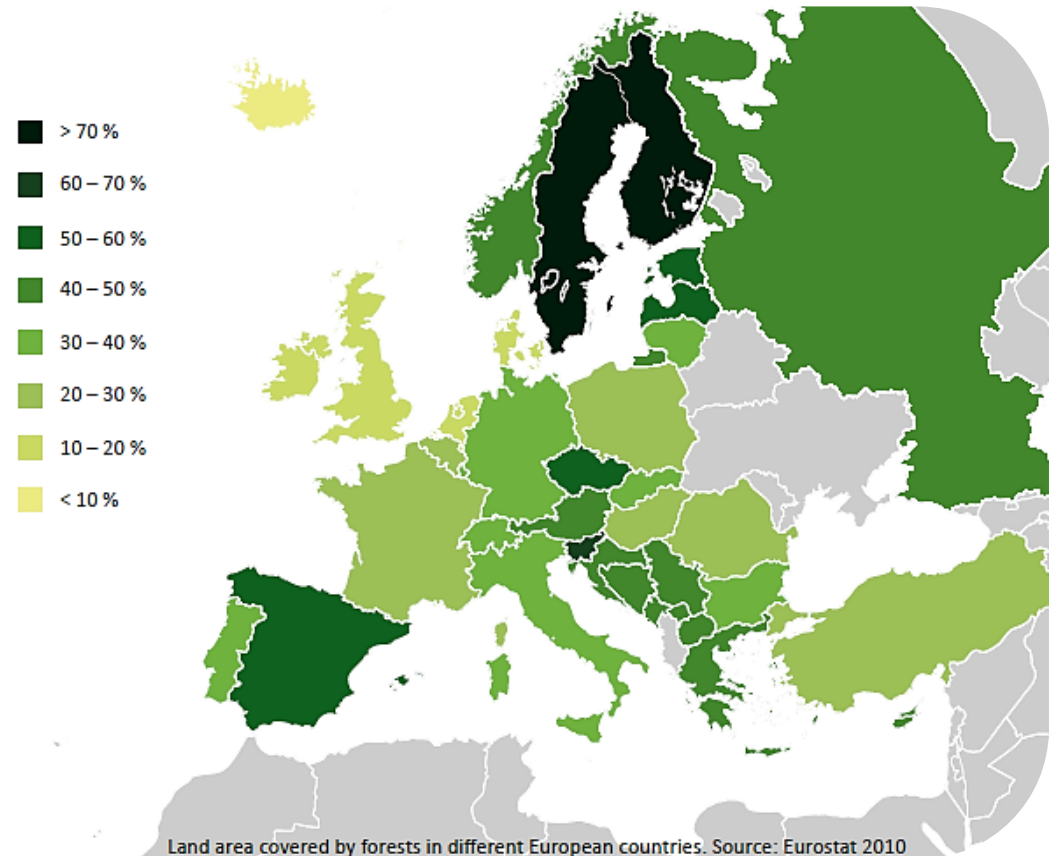 > 70 %
60 – 70 %
50 – 60 %
40 – 50 %
30 – 40 %
20 – 30 %
10 – 20 %
< 10 %
Land area covered by forests in different European countries. Source: Eurostat 2010